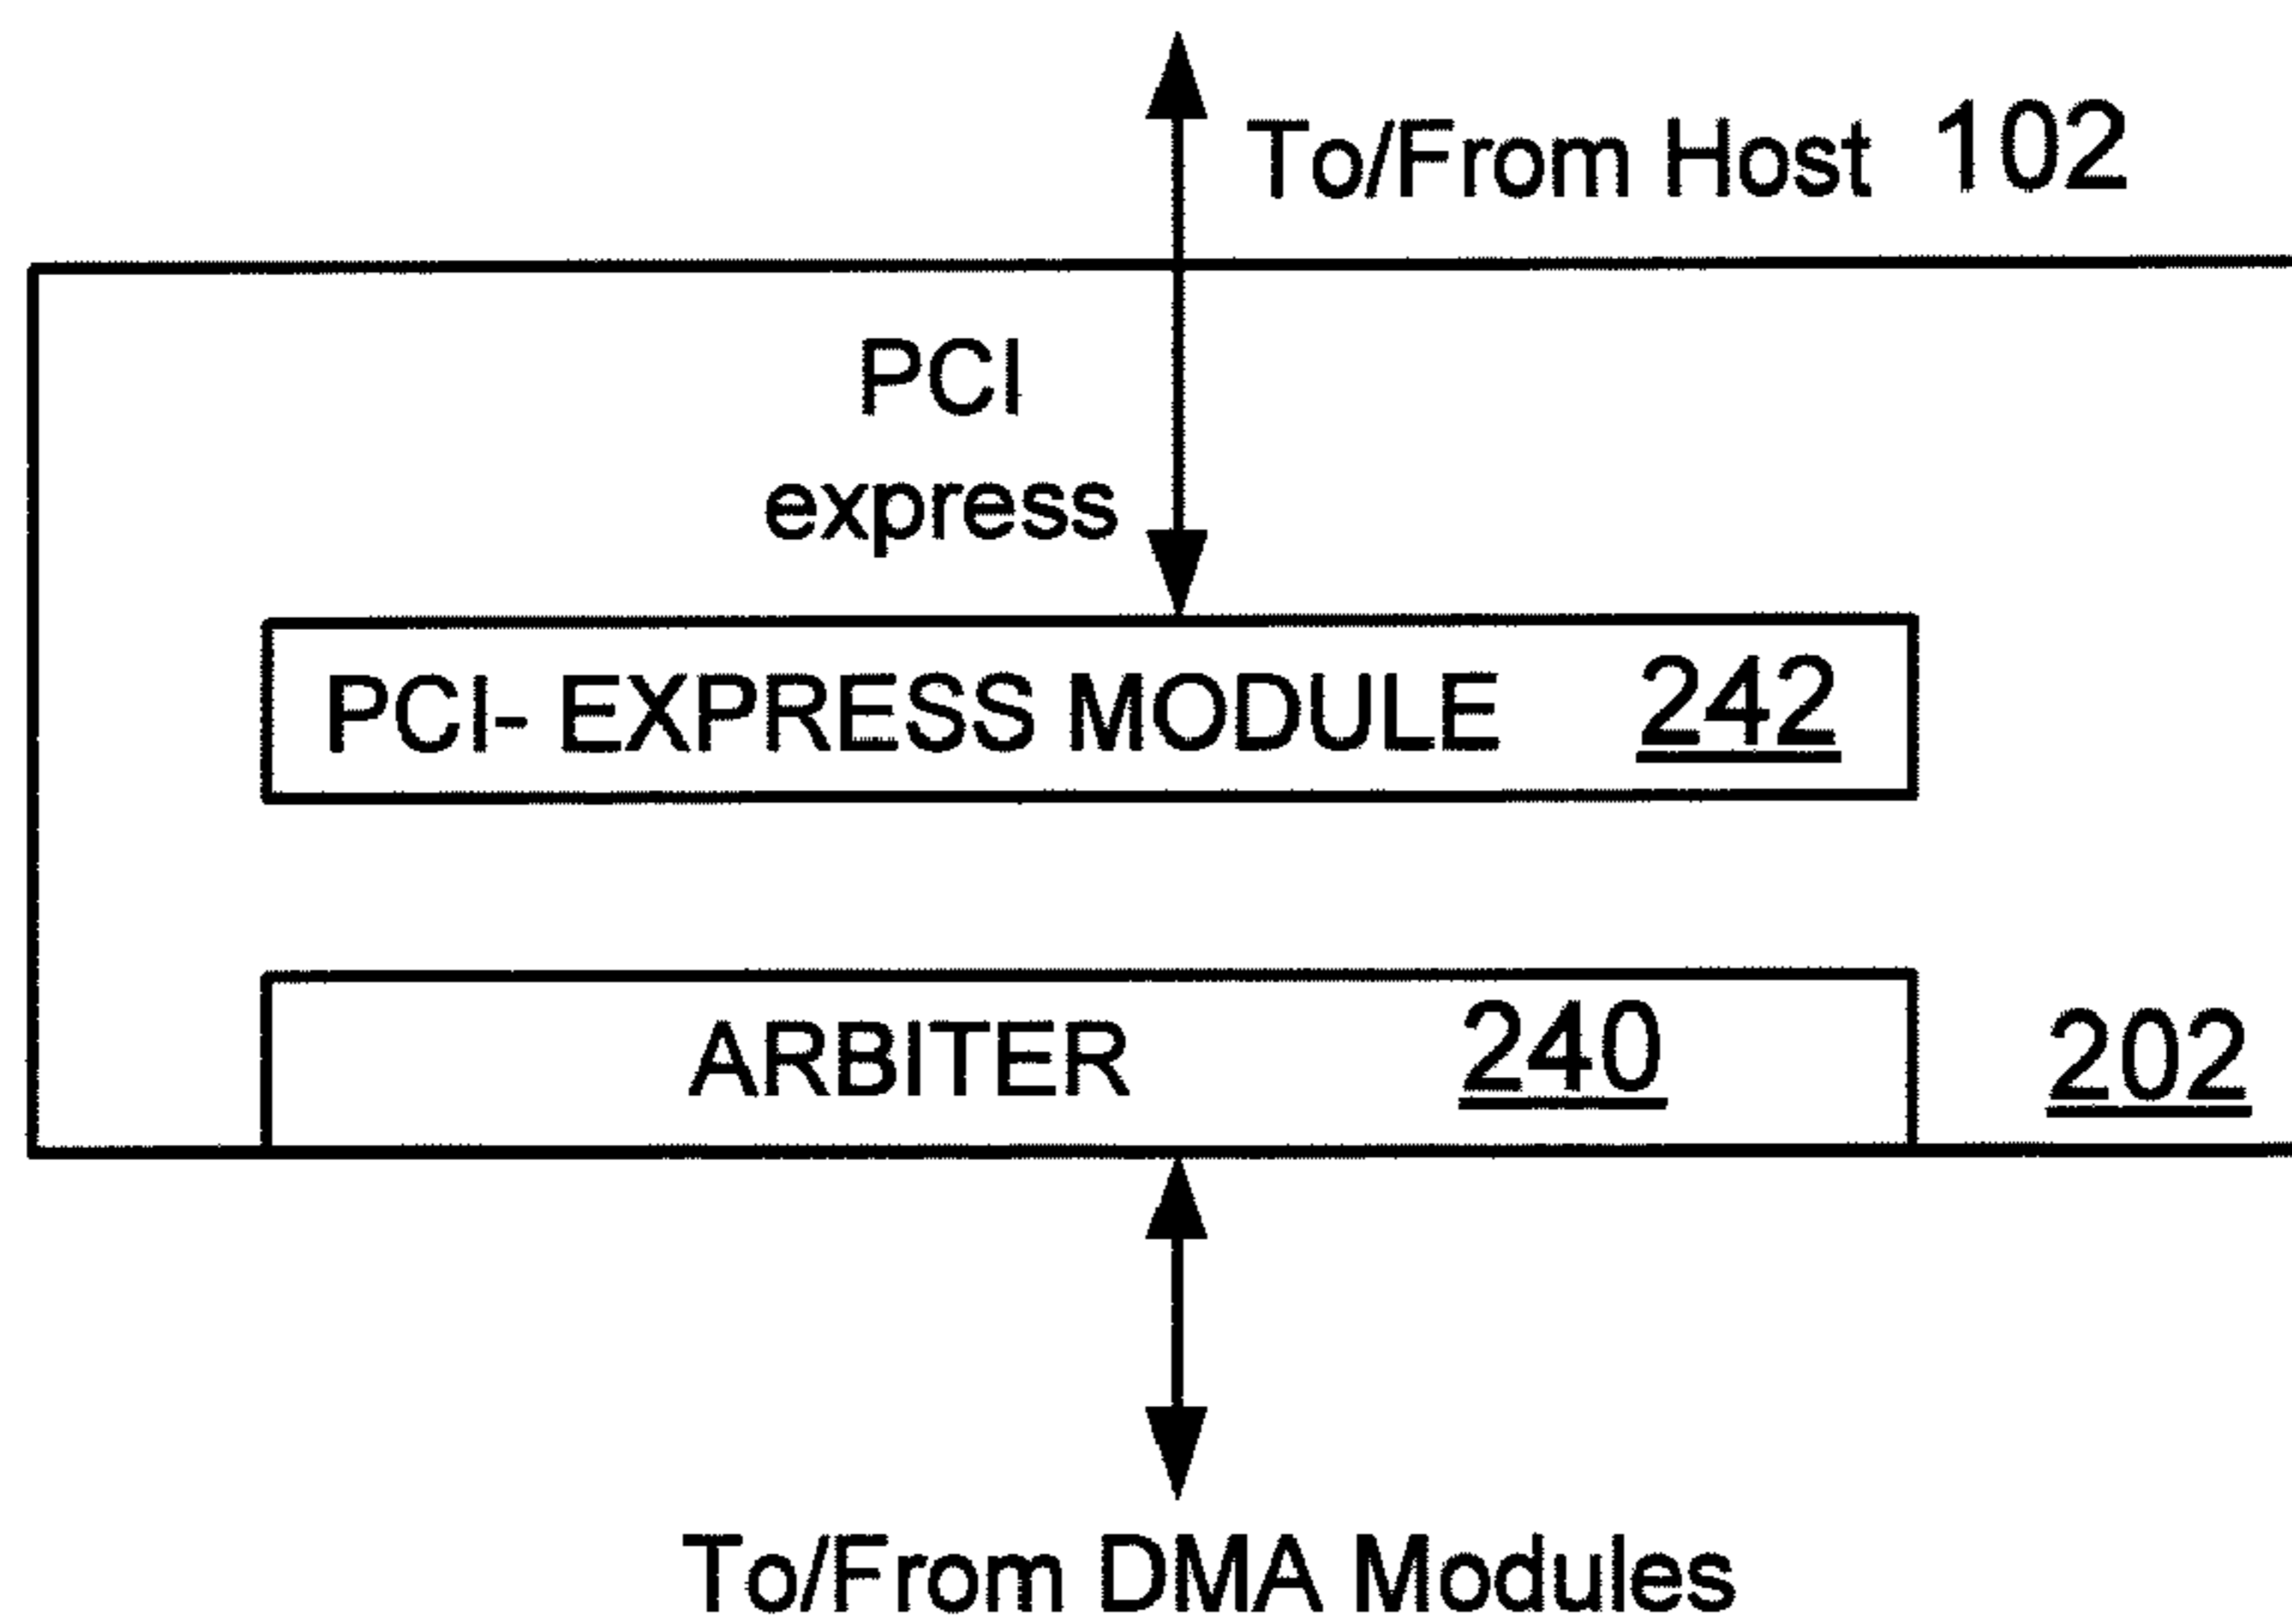 To/From Host 102
PCI
express
PCI- EXPRESS MODULE 242
ARBITER 240
202
To/From DMA Modules